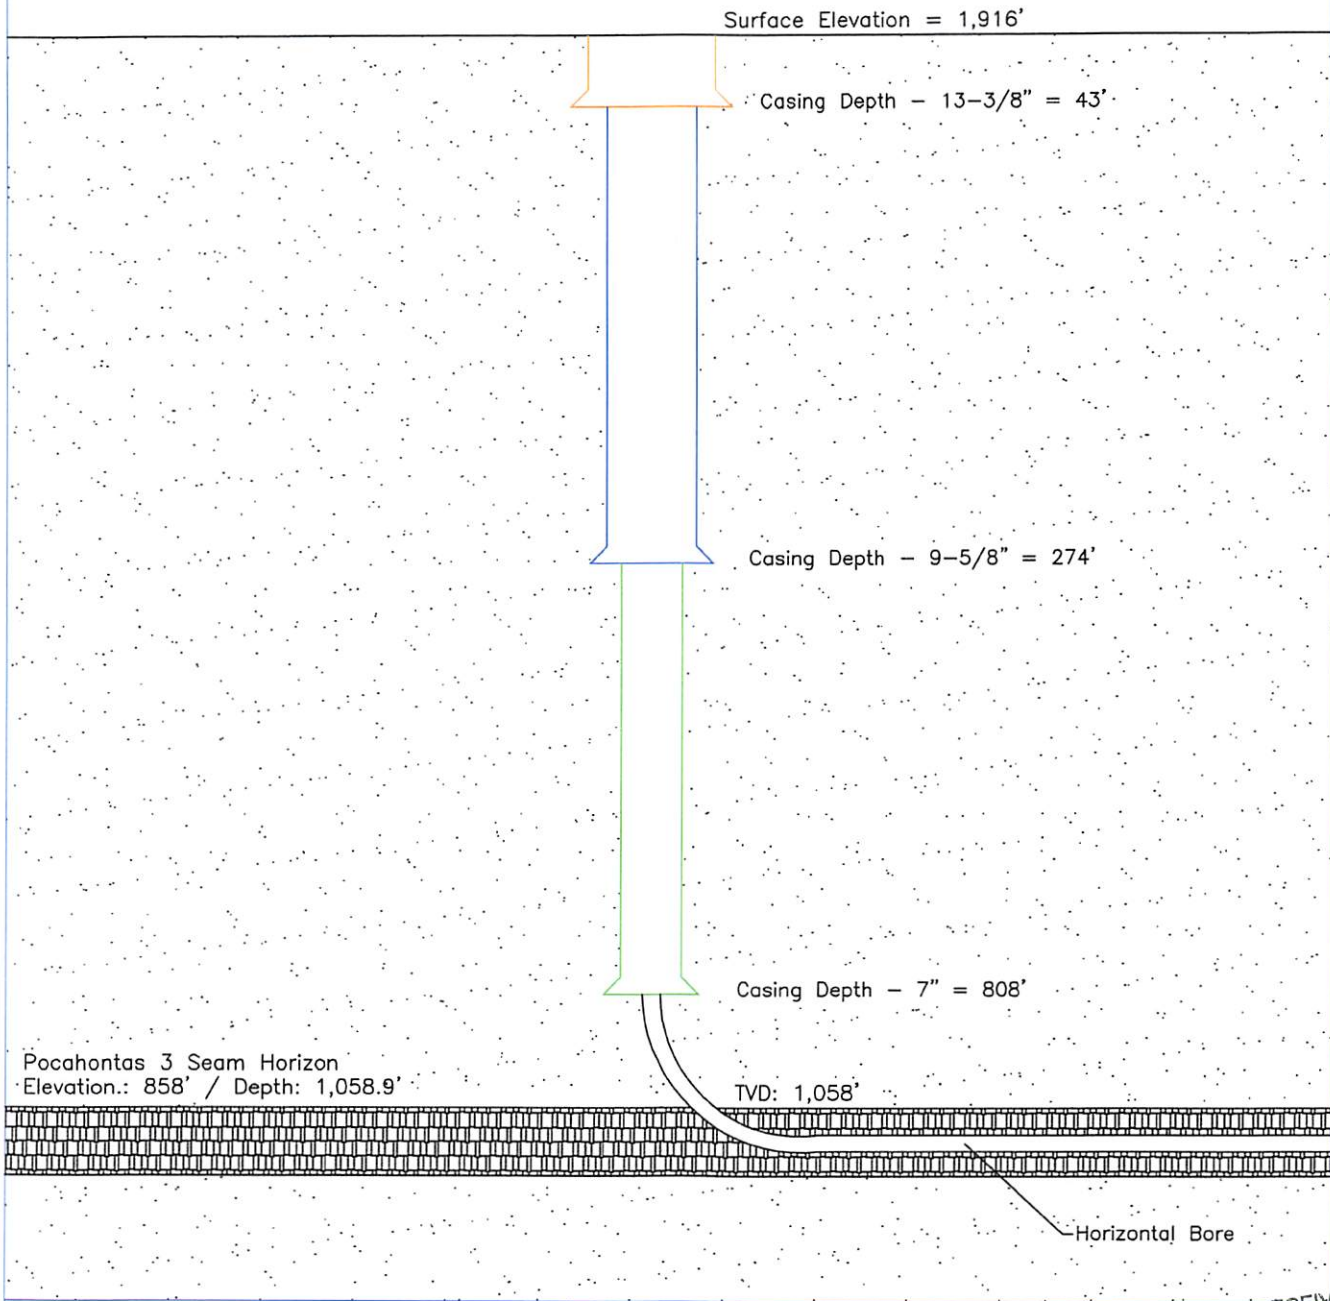 Surface Elevation = 1,916'
Casing Depth - 13-3/8" = 43'
Casing Depth - 9-5/8" = 274'
Casing Depth - 7" = 808'
Pocahontas 3 Seam Horizon
Elevation.: 858' / Depth: 1,058.9'
TVD: 1,058'
Horizontal Bore